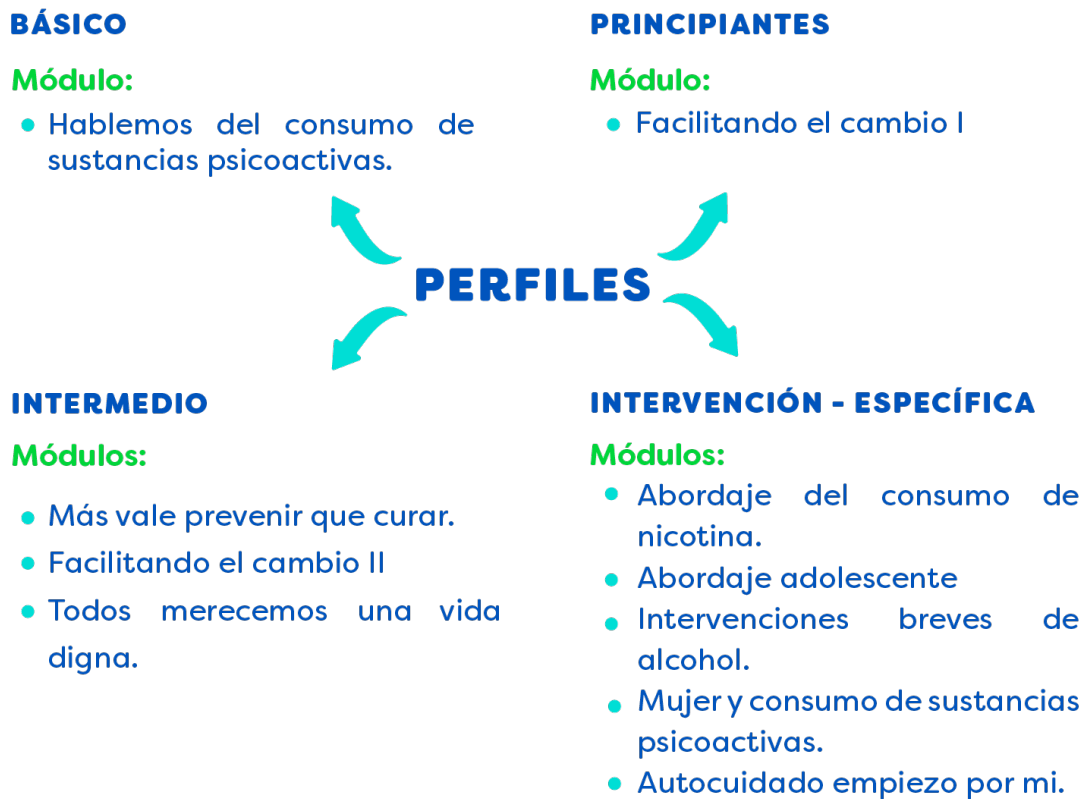 BÁSICO
Módulo:
Hablemos del consumo de
sustancias psicoactivas.
PRINCIPIANTES
Módulo:
Facilitando el cambio I
PERFILES
INTERMEDIO
Módulos:
Más vale prevenir que curar.
Facilitando el cambio II
Todos merecemos una vida
digna.
INTERVENCIÓN - ESPECÍFICA
Módulos:
Abordaje del consumo de
nicotina.
Abordaje adolescente
Intervenciones breves de
alcohol.
Mujer y consumo de sustancias
psicoactivas.
Autocuidado empiezo por mi.